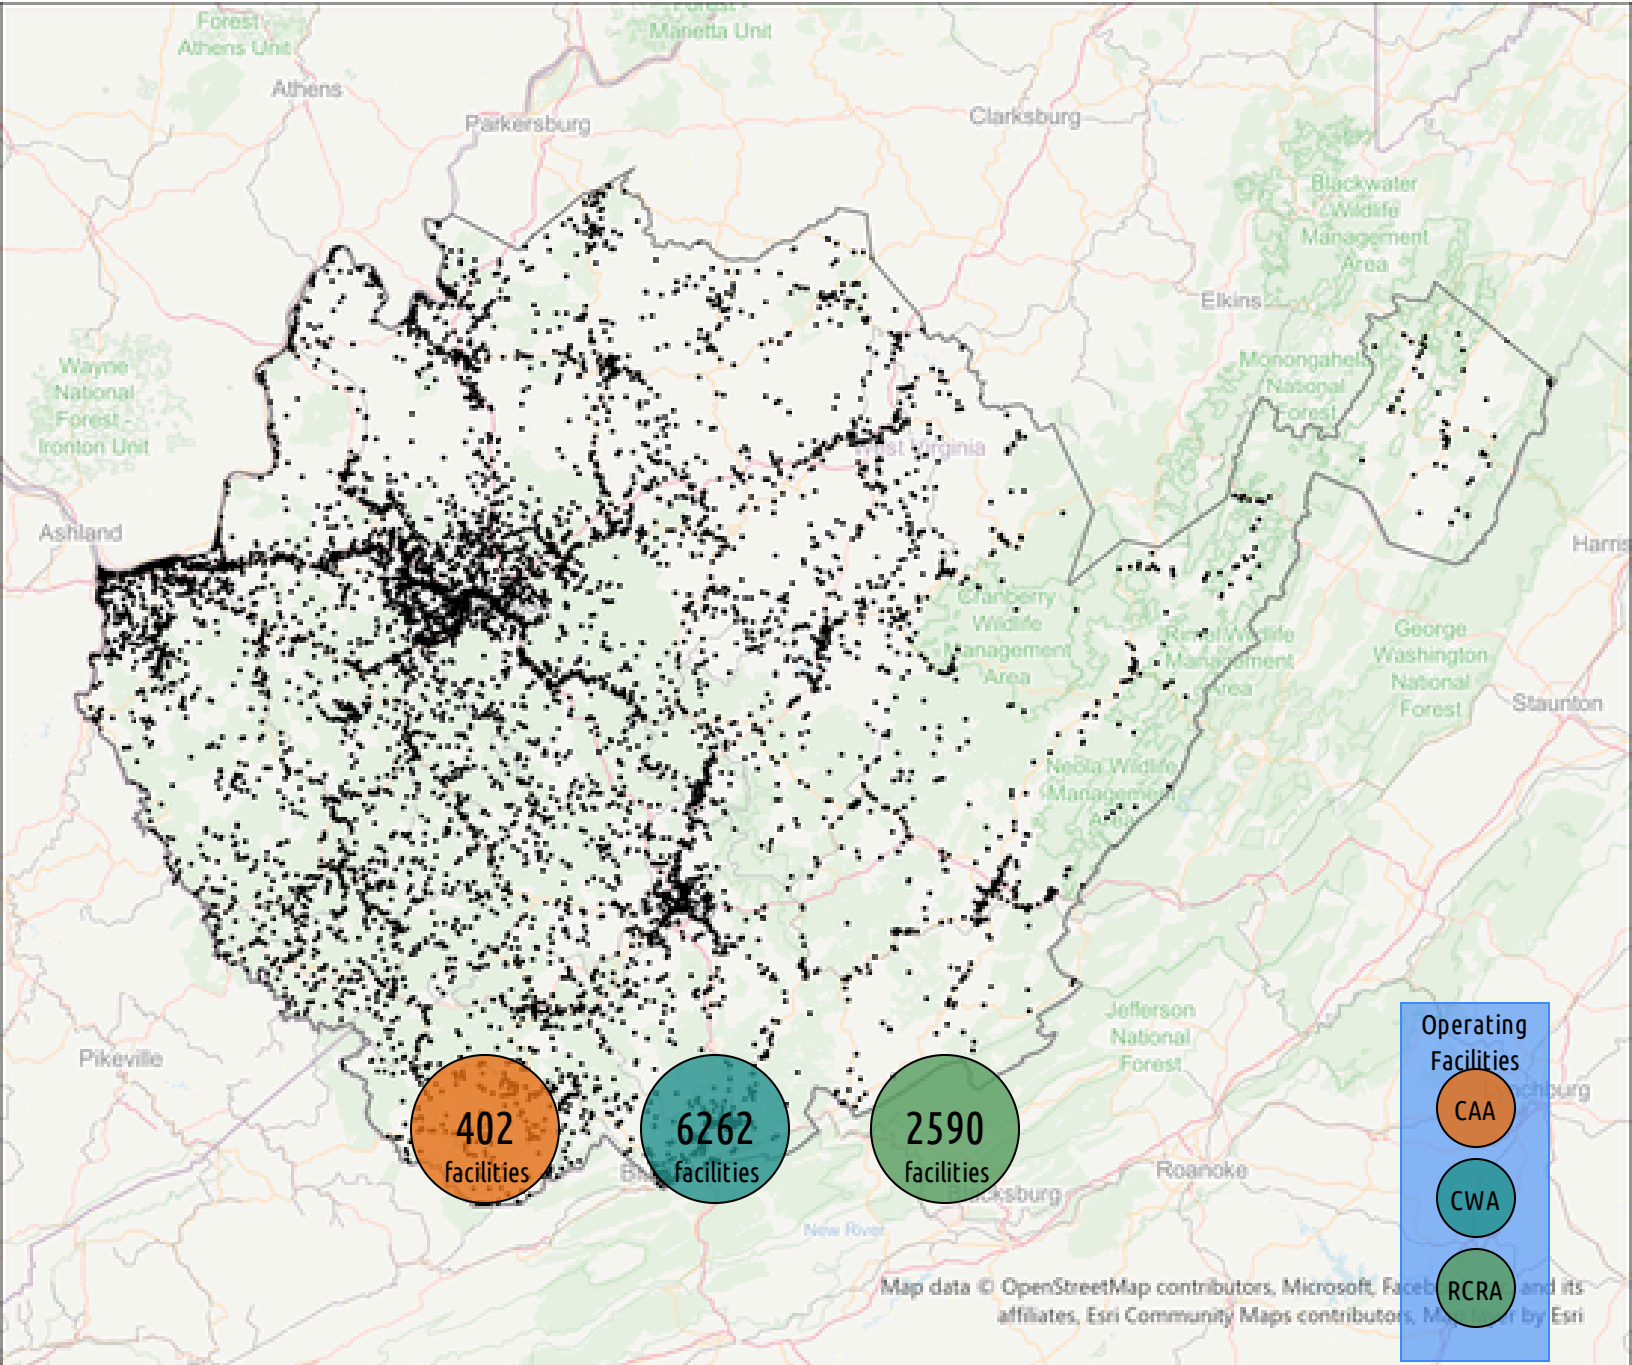 Forest -
Athens Unit
Forest -
Marietta Unit
Athens
Parkersburg
Clarksburg
Blackwater
Wildlife
Management
Area
Elkins
Wayne
National
Forest -
Ironton Unit
Monongahela
National
Forest
West Virginia
Ashland
Harris
Cranberry
Wildlife
Management
Area
Rimel Wildlife
Management
Area
George
Washington
National
Forest
Staunton
Neola Wildlife
Management
Area
Jefferson
National
Forest
Pikeville
Operating
Facilities
CAA
CWA
RCRA
402
facilities
6262
facilities
2590
facilities
Roanoke
New River
Map data © OpenStreetMap contributors, Microsoft, and its
affiliates, Esri Community Maps contributors, by Esri